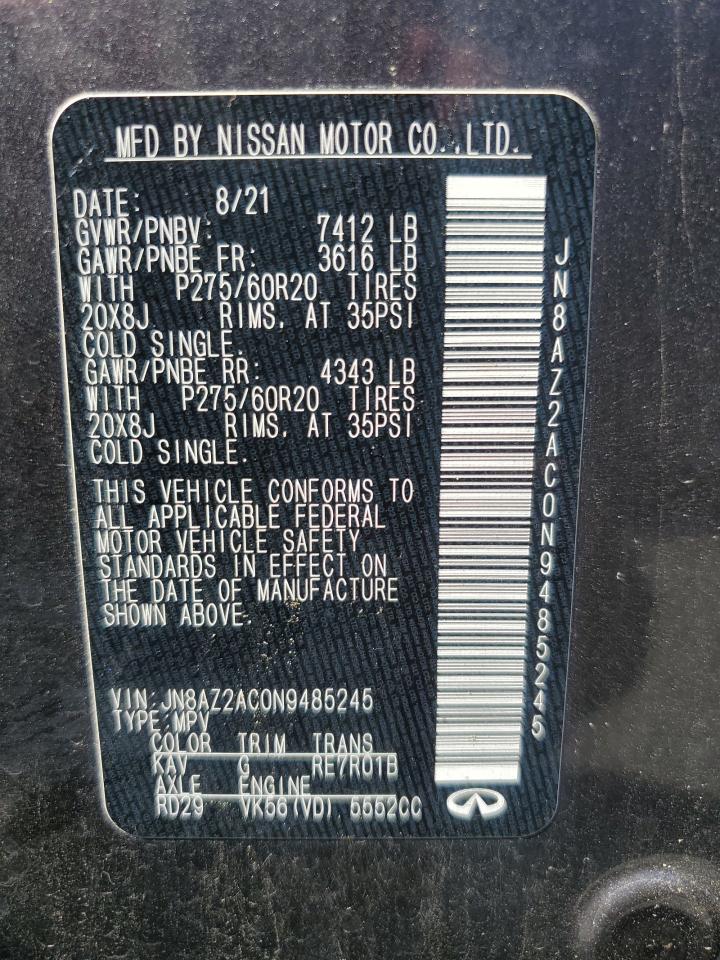 MFD BY NISSAN MOTOR CO.,LTD.
DATE: 8/21
GVWR/PNBV: 7412 LB
GAWR/PNBE FR: 3616 LB
WITH P275/60R20 TIRES
20X8J RIMS, AT 35PSI
COLD SINGLE.
GAWR/PNBE RR: 4343 LB
WITH P275/60R20 TIRES
20X8J RIMS, AT 35PSI
COLD SINGLE.
THIS VEHICLE CONFORMS TO
ALL APPLICABLE FEDERAL
MOTOR VEHICLE SAFETY
STANDARDS IN EFFECT ON
THE DATE OF MANUFACTURE
SHOWN ABOVE.
VIN:JN8AZ2AC0N9485245
TYPE:MPV
COLOR TRIM TRANS
KAV G RE7R01B
AXLE ENGINE
RD29 VK56(VD) 5552CC
JN8AZ2AC0N9485245